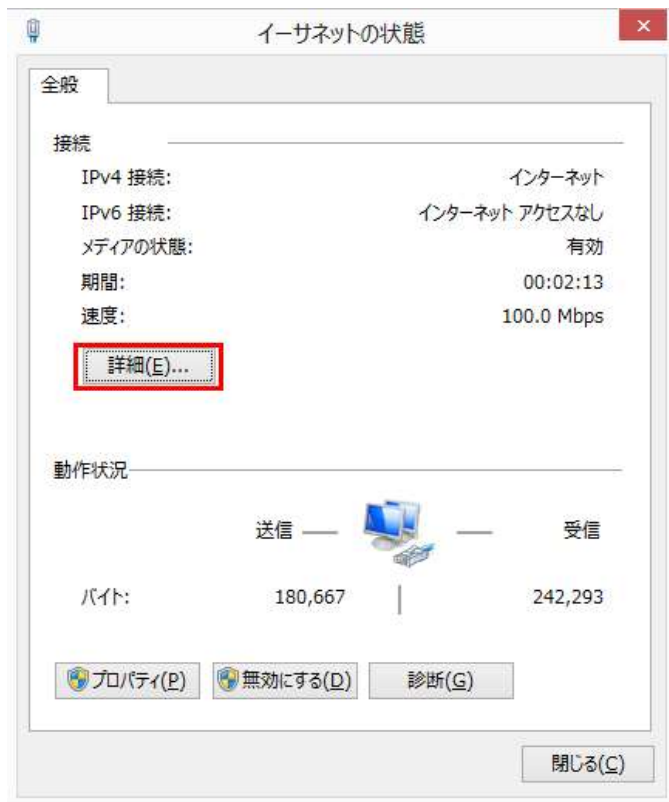 イーサネットの状態
全般
接続
IPv4 接続: インターネット
IPv6 接続: インターネット アクセスなし
メディアの状態: 有効
期間: 00:02:13
速度: 100.0 Mbps
詳細(E)...
動作状況
送信 — — 受信
バイト: 180,667 242,293
プロパティ(P) 無効にする(D) 診断(G)
閉じる(C)